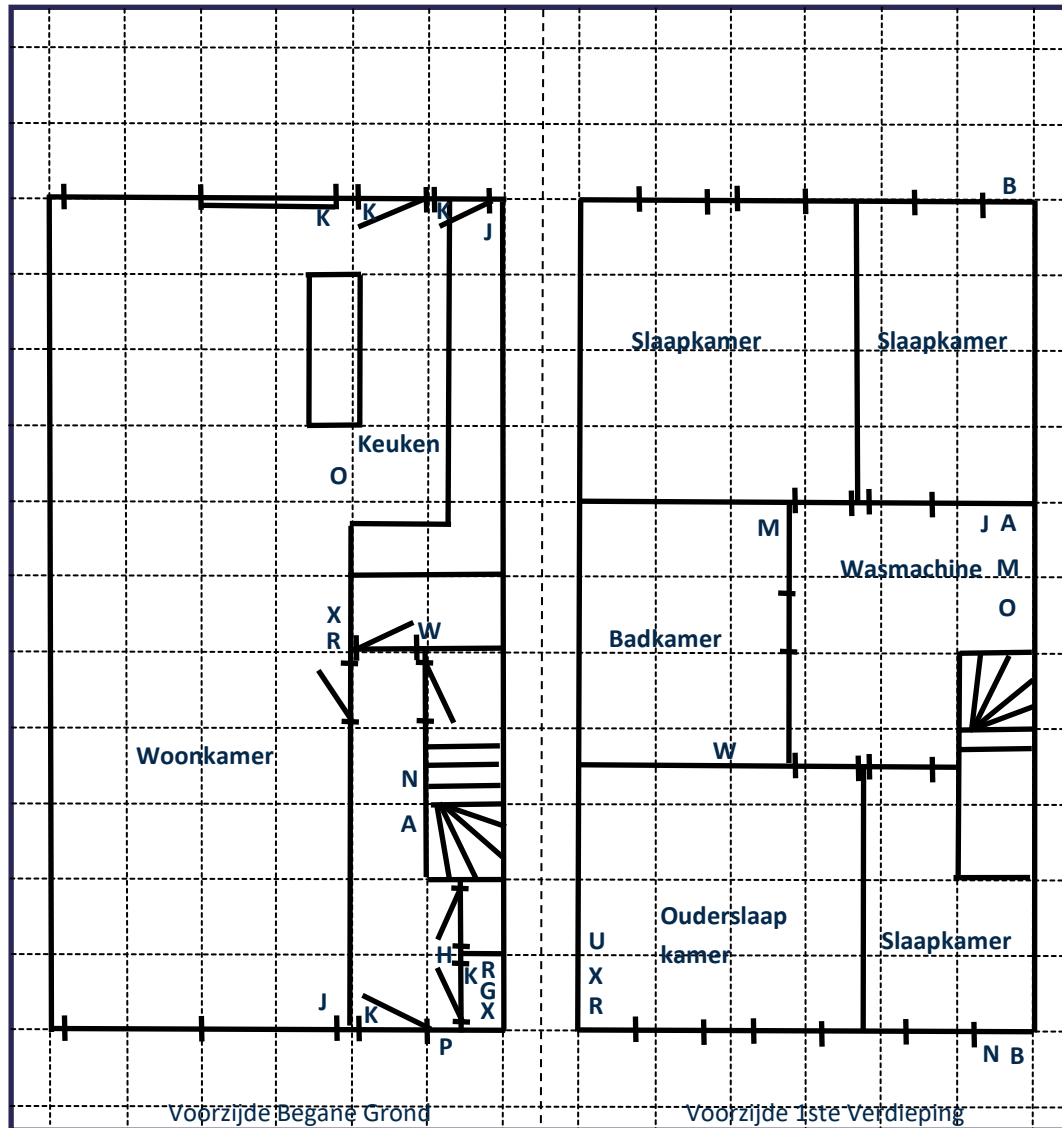 B
K
K
K
J
Slaapkamer
Slaapkamer
Keuken
O
M
J A
Wasmachine M
O
X
R
W
Badkamer
Woonkamer
N
A
W
Ouderslaap
kamer
Slaapkamer
U
X
R
H
K
R
G
X
J
K
P
N B
Voorzijde Begane Grond
Voorzijde 1ste Verdieping